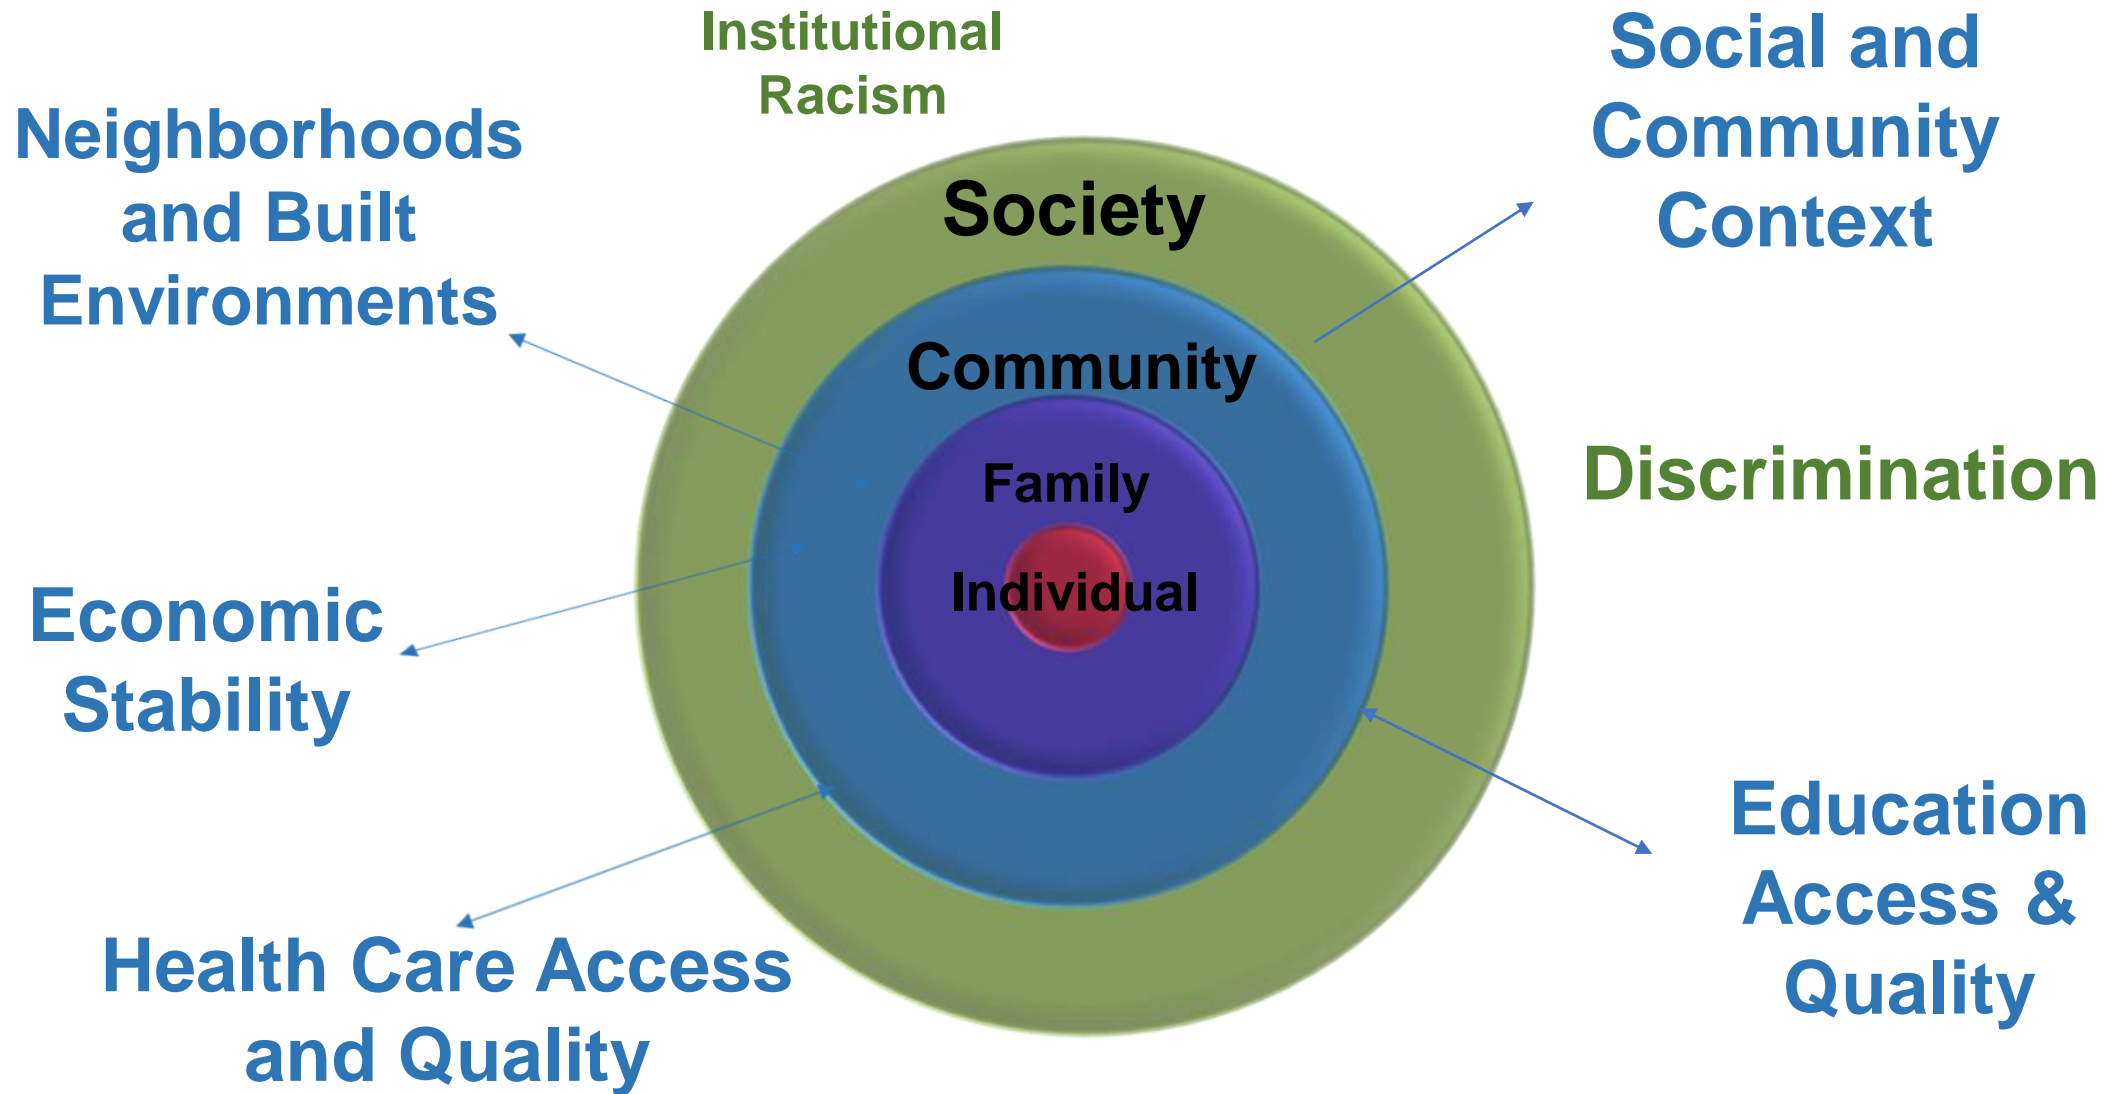 Institutional
Racism
Social and
Community
Context
Neighborhoods
and Built
Environments
Society
Community
Family
Individual
Discrimination
Economic
Stability
Education
Access &
Quality
Health Care Access
and Quality